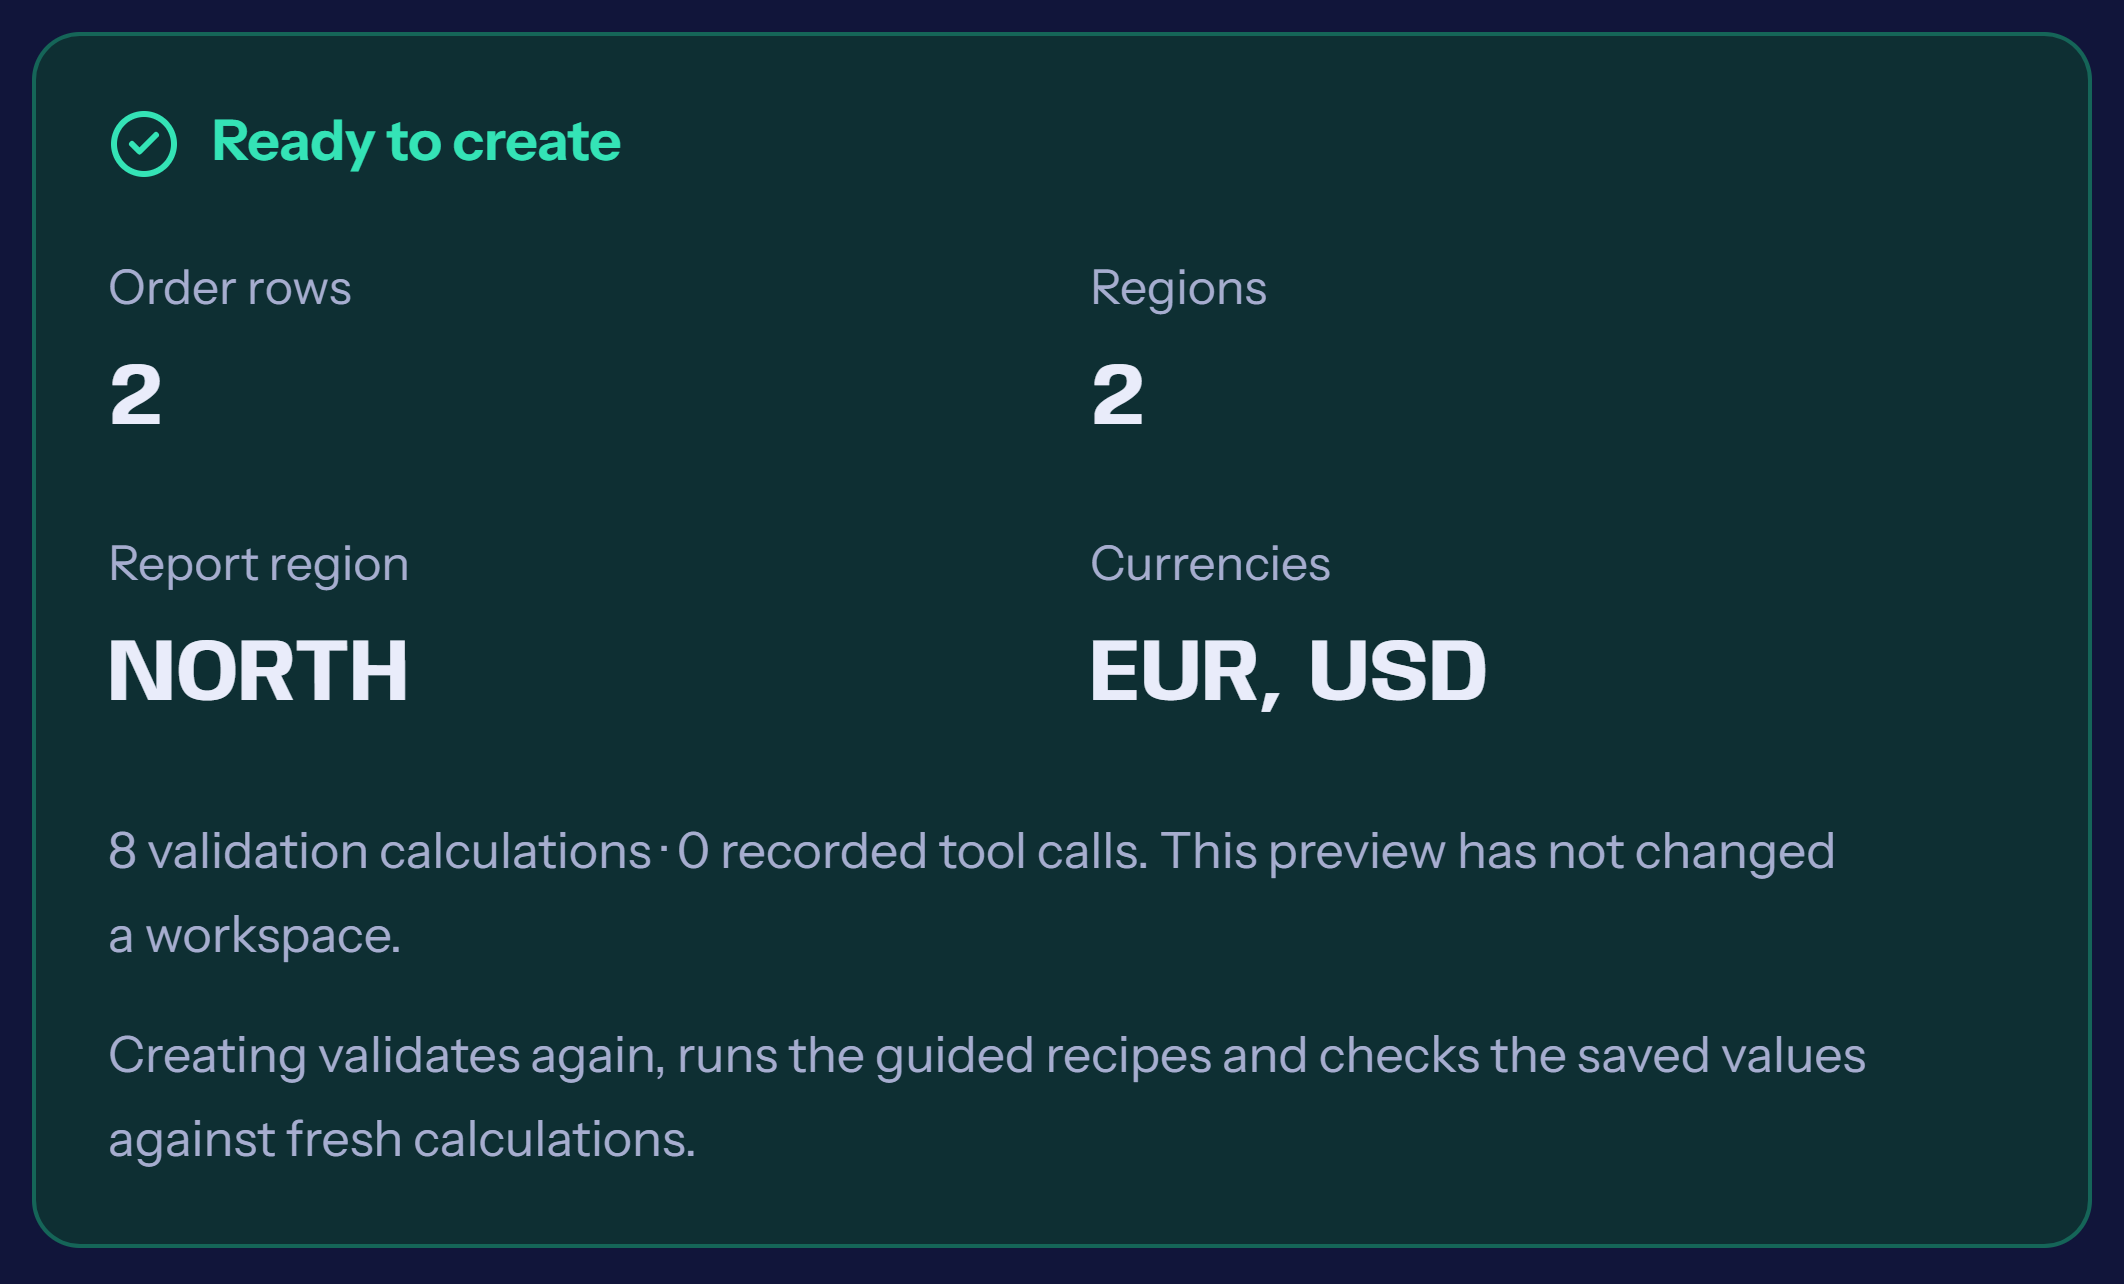 Ready to create
Order rows
Regions
2
2
Report region
Currencies
NORTH
EUR, USD
8 validation calculations · 0 recorded tool calls. This preview has not changed
a workspace.
Creating validates again, runs the guided recipes and checks the saved values
against fresh calculations.